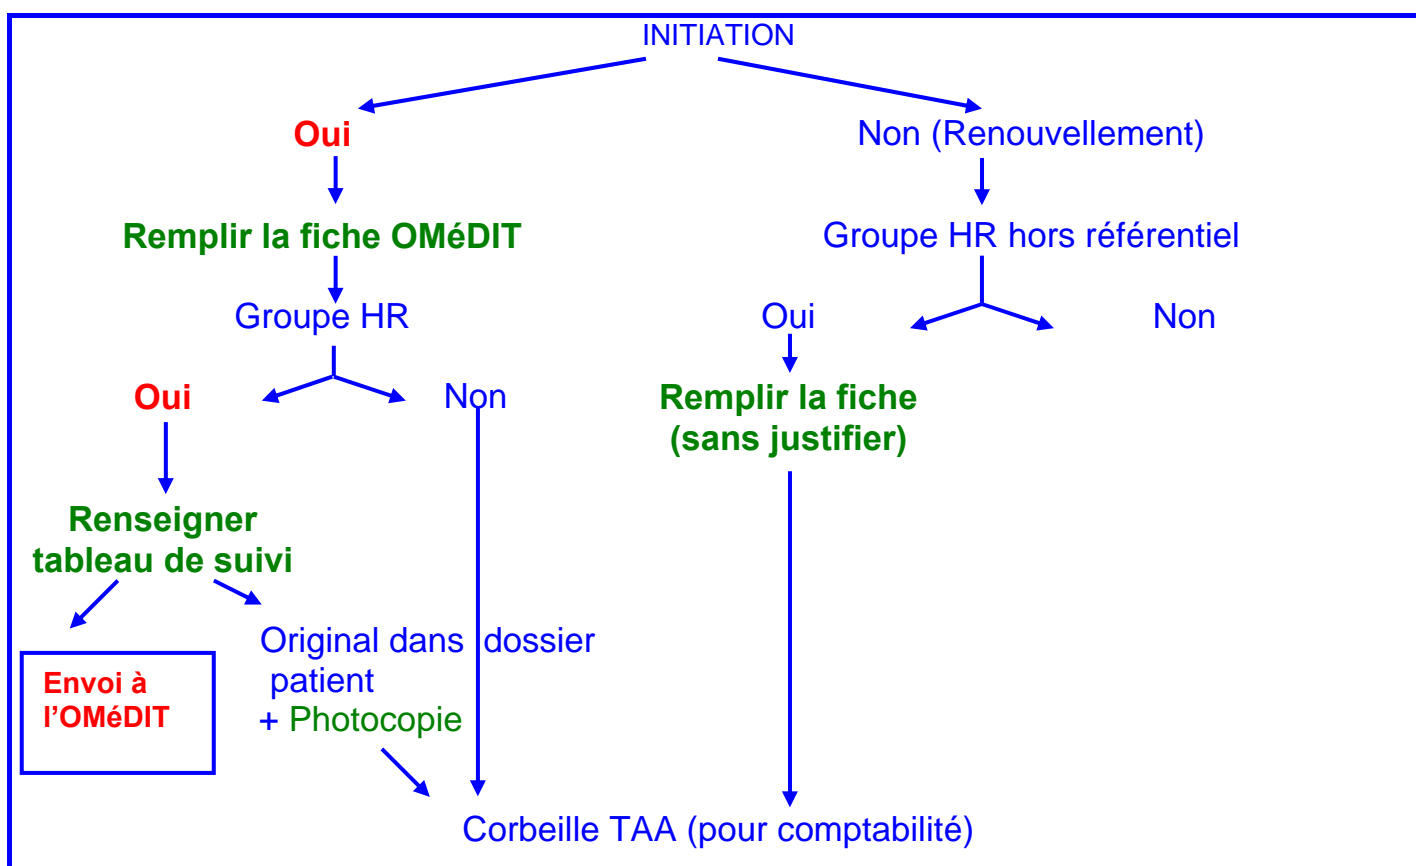 INITIATION
Oui
Non (Renouvellement)
Remplir la fiche OMéDIT
Groupe HR hors référentiel
Groupe HR
Oui
Non
Oui
Non
Remplir la fiche
(sans justifier)
Renseigner
tableau de suivi
Original dans dossier
patient
+ Photocopie
Envoi à
l'OMéDIT
Corbeille TAA (pour comptabilité)